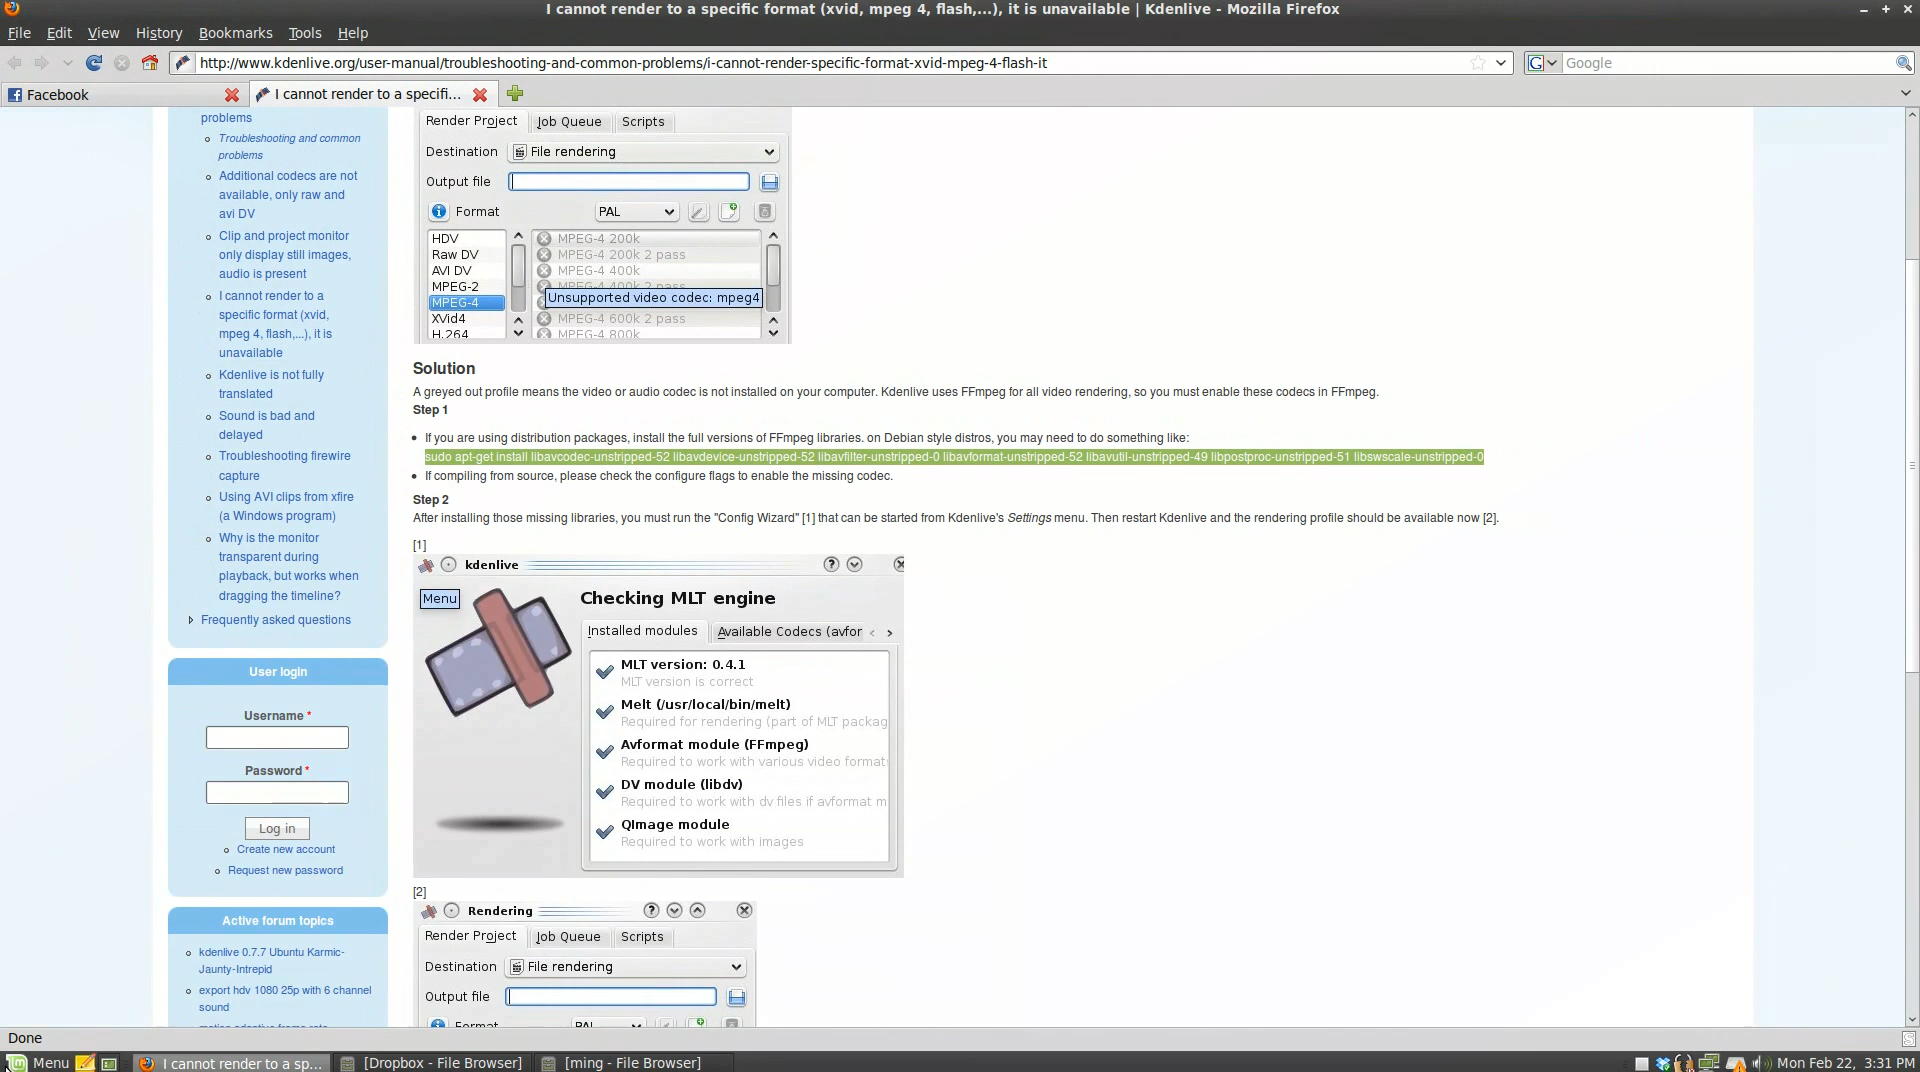 I cannot render to a specific format (xvid, mpeg 4, flash,...), it is unavailable | Kdenlive - Mozilla Firefox
File Edit View History Bookmarks Tools Help
http://www.kdenlive.org/user-manual/troubleshooting-and-common-problems/i-cannot-render-specific-format-xvid-mpeg-4-flash-it
Google
Facebook
I cannot render to a specifi...
problems
Troubleshooting and common
problems
Additional codecs are not
available, only raw and
avi DV
Clip and project monitor
only display still images,
audio is present
I cannot render to a
specific format (xvid,
mpeg 4, flash,...), it is
unavailable
Kdenlive is not fully
translated
Sound is bad and
delayed
Troubleshooting firewire
capture
Using AVI clips from xfire
(a Windows program)
Why is the monitor
transparent during
playback, but works when
dragging the timeline?
Frequently asked questions
User login
Username *
Password *
Log in
Create new account
Request new password
Active forum topics
kdenlive 0.7.7 Ubuntu Karmic-
Jaunty-Intrepid
export hdv 1080 25p with 6 channel
sound
Render Project Job Queue Scripts
Destination File rendering
Output file
Format PAL
HDV
Raw DV
AVI DV
MPEG-2
MPEG-4
XVid4
H.264
MPEG-4 200k
MPEG-4 200k 2 pass
MPEG-4 400k
MPEG-4 400k 2 pass
Unsupported video codec: mpeg4
MPEG-4 600k 2 pass
MPEG-4 800k
Solution
A greyed out profile means the video or audio codec is not installed on your computer. Kdenlive uses FFmpeg for all video rendering, so you must enable these codecs in FFmpeg.
Step 1
If you are using distribution packages, install the full versions of FFmpeg libraries. on Debian style distros, you may need to do something like:
sudo apt-get install libavcodec-unstripped-52 libavdevice-unstripped-52 libavfilter-unstripped-0 libavformat-unstripped-52 libavutil-unstripped-49 libpostproc-unstripped-51 libswscale-unstripped-0
If compiling from source, please check the configure flags to enable the missing codec.
Step 2
After installing those missing libraries, you must run the "Config Wizard" [1] that can be started from Kdenlive's Settings menu. Then restart Kdenlive and the rendering profile should be available now [2].
[1]
kdenlive
Menu
Checking MLT engine
Installed modules Available Codecs (avfor
MLT version: 0.4.1
MLT version is correct
Melt (/usr/local/bin/melt)
Required for rendering (part of MLT packag
Avformat module (FFmpeg)
Required to work with various video format
DV module (libdv)
Required to work with dv files if avformat m
QImage module
Required to work with images
[2]
Rendering
Render Project Job Queue Scripts
Destination File rendering
Output file
Format PAL
Done
Menu
I cannot render to a sp...
[Dropbox - File Browser]
[ming - File Browser]
Mon Feb 22, 3:31 PM